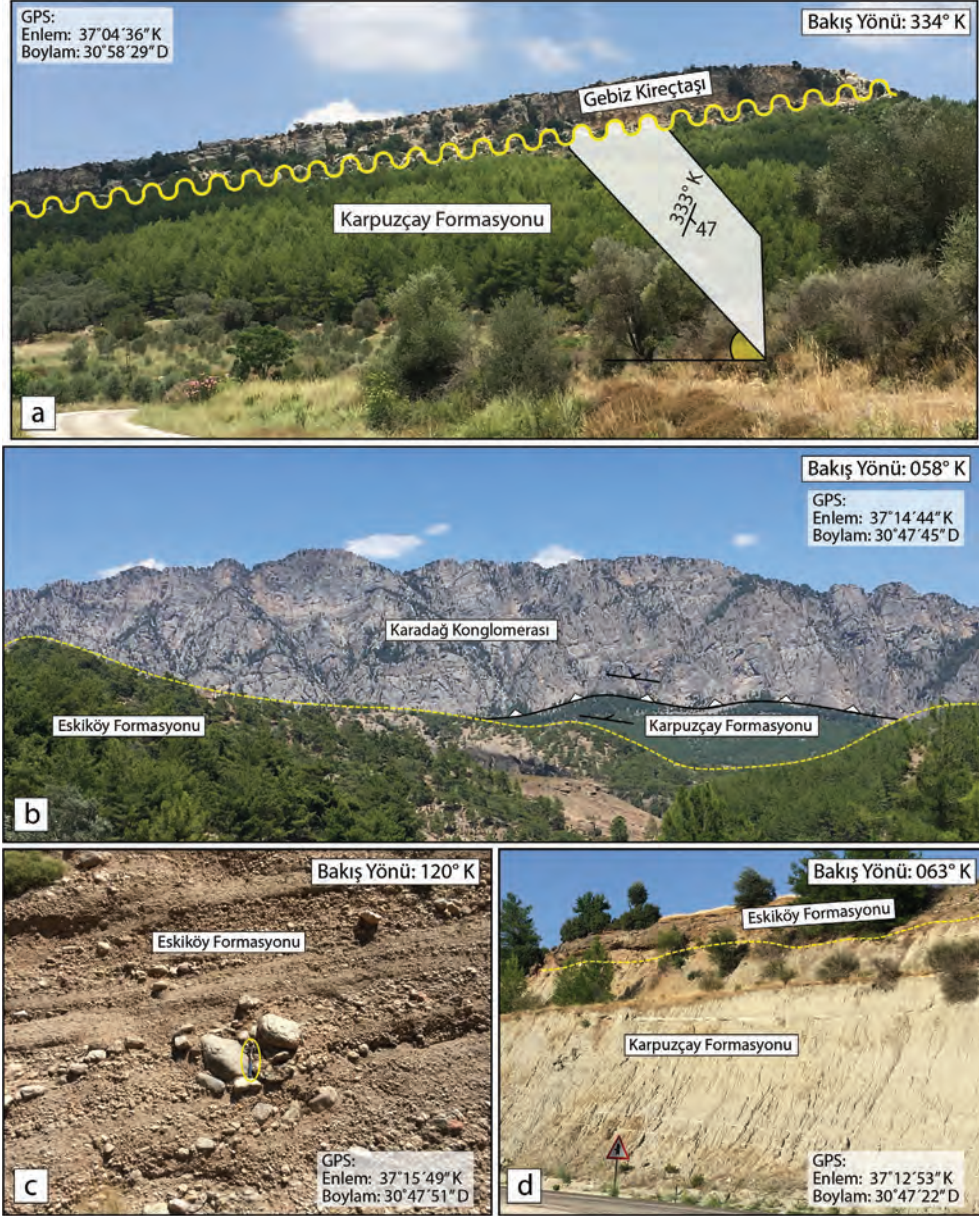 GPS:
Enlem: 37°04´36˝K
Boylam: 30°58´29˝D
Bakış Yönü: 334° K
Gebiz Kireçtaşı
Karpuzçay Formasyonu
333° K
47
a
Bakış Yönü: 058° K
GPS:
Enlem: 37°14´44˝K
Boylam: 30°47´45˝D
Karadağ Konglomerası
Eskiköy Formasyonu
Karpuzçay Formasyonu
b
Bakış Yönü: 120° K
Eskiköy Formasyonu
GPS:
Enlem: 37°15´49˝K
Boylam: 30°47´51˝D
c
Bakış Yönü: 063° K
Eskiköy Formasyonu
Karpuzçay Formasyonu
GPS:
Enlem: 37°12´53˝K
Boylam: 30°47´22˝D
d